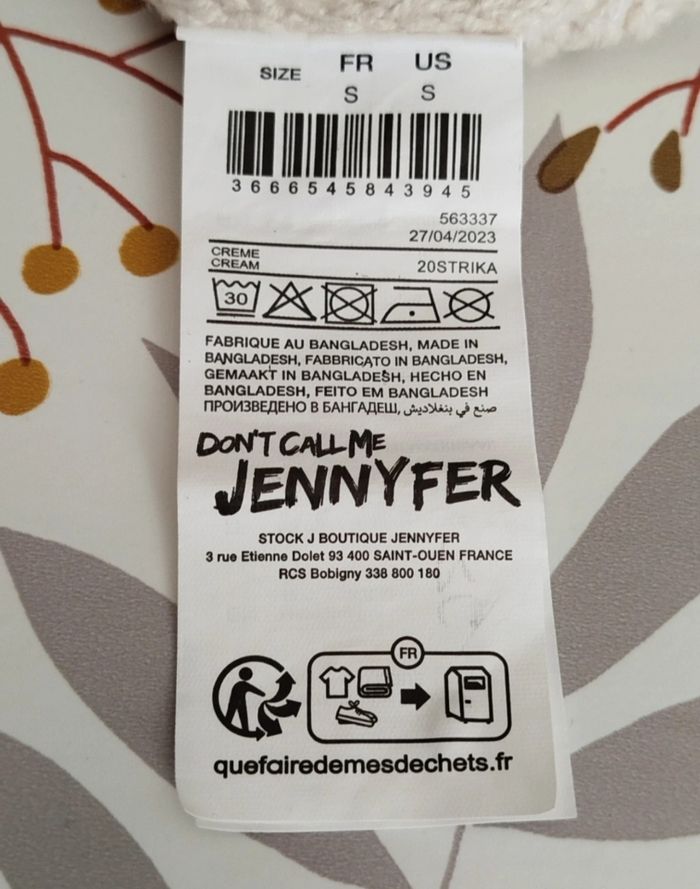 SIZE FR US
S S
3666545843945
563337
27/04/2023
CREME
CREAM 20STRIKA
30
FABRIQUE AU BANGLADESH, MADE IN
BANGLADESH, FABBRICATO IN BANGLADESH,
GEMAAKT IN BANGLADESH, HECHO EN
BANGLADESH, FEITO EM BANGLADESH
ПРОИЗВЕДЕНО В БАНГАДЕШ, صنع في بنغلاديش
DON'T CALL ME
JENNYFER
STOCK J BOUTIQUE JENNYFER
3 rue Etienne Dolet 93 400 SAINT-OUEN FRANCE
RCS Bobigny 338 800 180
FR
quefairedemesdechets.fr